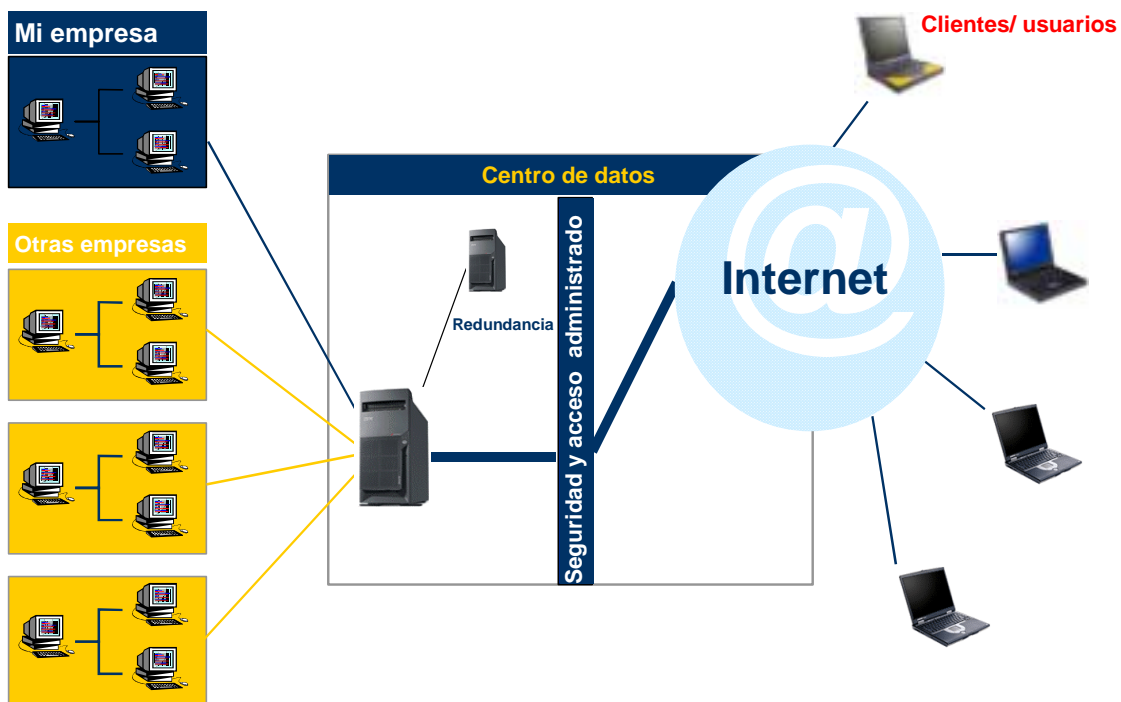 Mi empresa
Otras empresas
Centro de datos
Redundancia
Seguridad y acceso administrado
@
Internet
Clientes/ usuarios